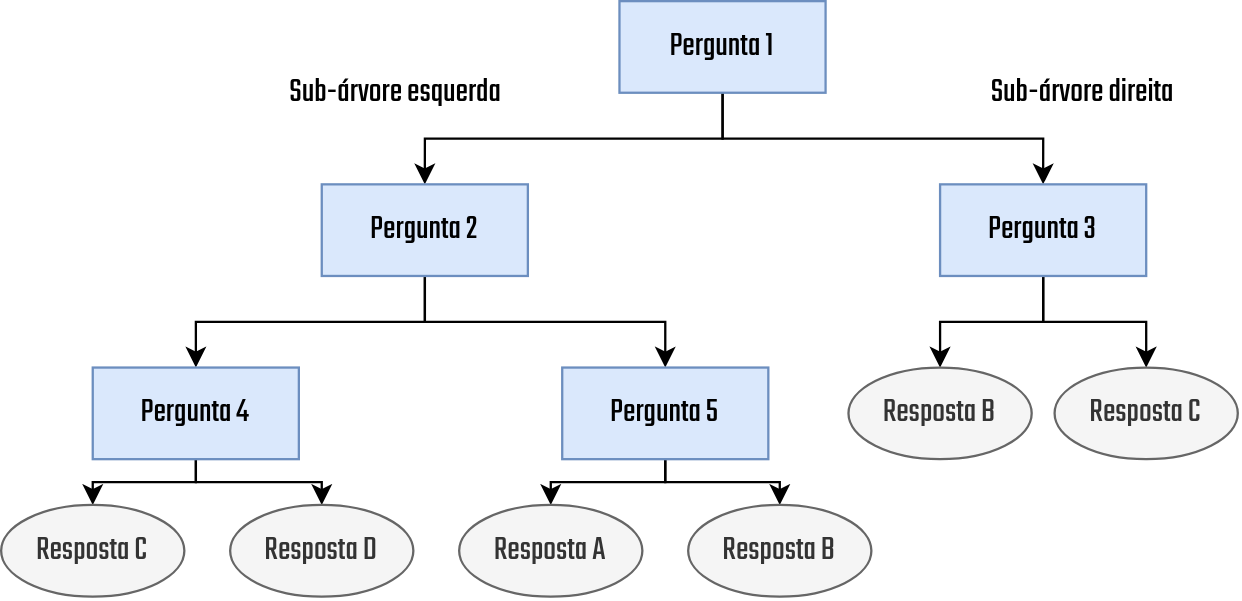 Pergunta 1
Sub-árvore esquerda
Sub-árvore direita
Pergunta 2
Pergunta 3
Pergunta 4
Pergunta 5
Resposta B
Resposta C
Resposta C
Resposta D
Resposta A
Resposta B